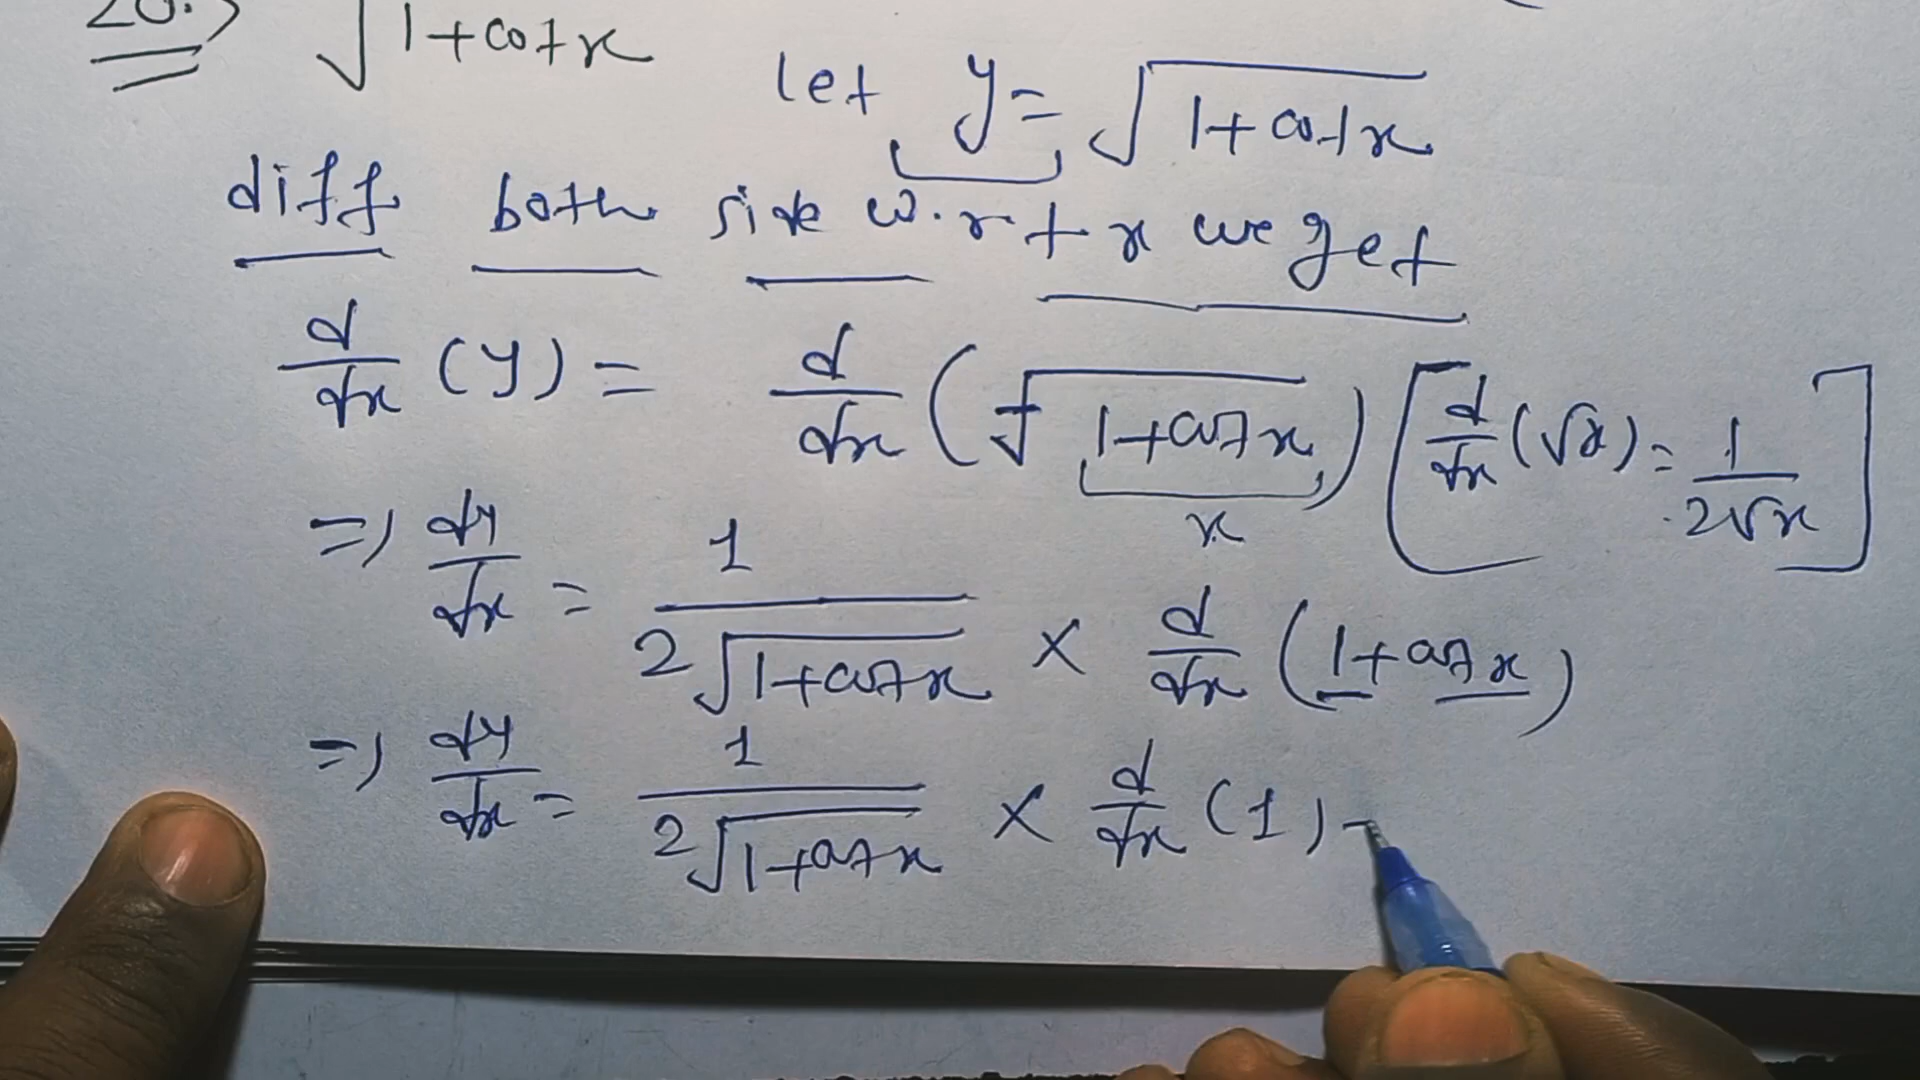 20.) √1+cotx
let y = √1+cotx
diff both side w.r.t x we get
d/dx (y) = d/dx (√1+cotx) [d/dx (√x) = 1/2√x]
x
=) dy/dx = 1/2√1+cotx × d/dx (1+cotx)
=) dy/dx = 1/2√1+cotx × d/dx (1) -